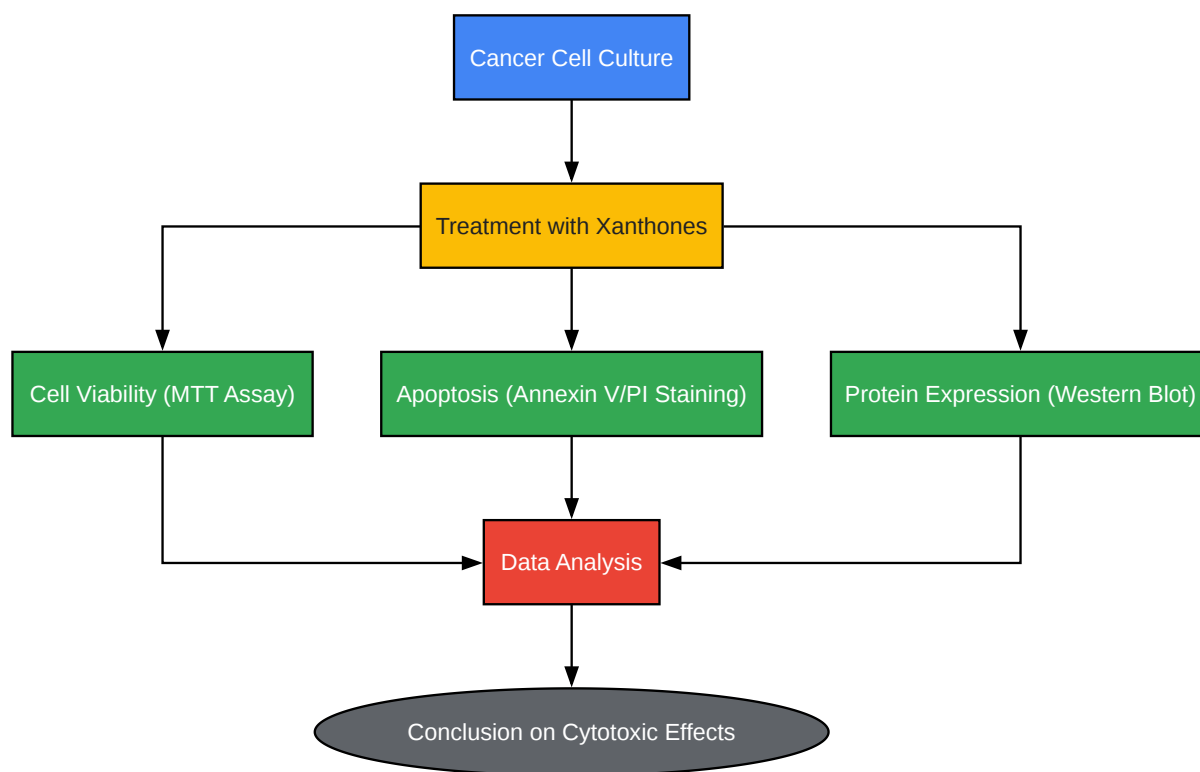 Cancer Cell Culture
Treatment with Xanthones
Cell Viability (MTT Assay)
Apoptosis (Annexin V/PI Staining)
Protein Expression (Western Blot)
Data Analysis
Conclusion on Cytotoxic Effects